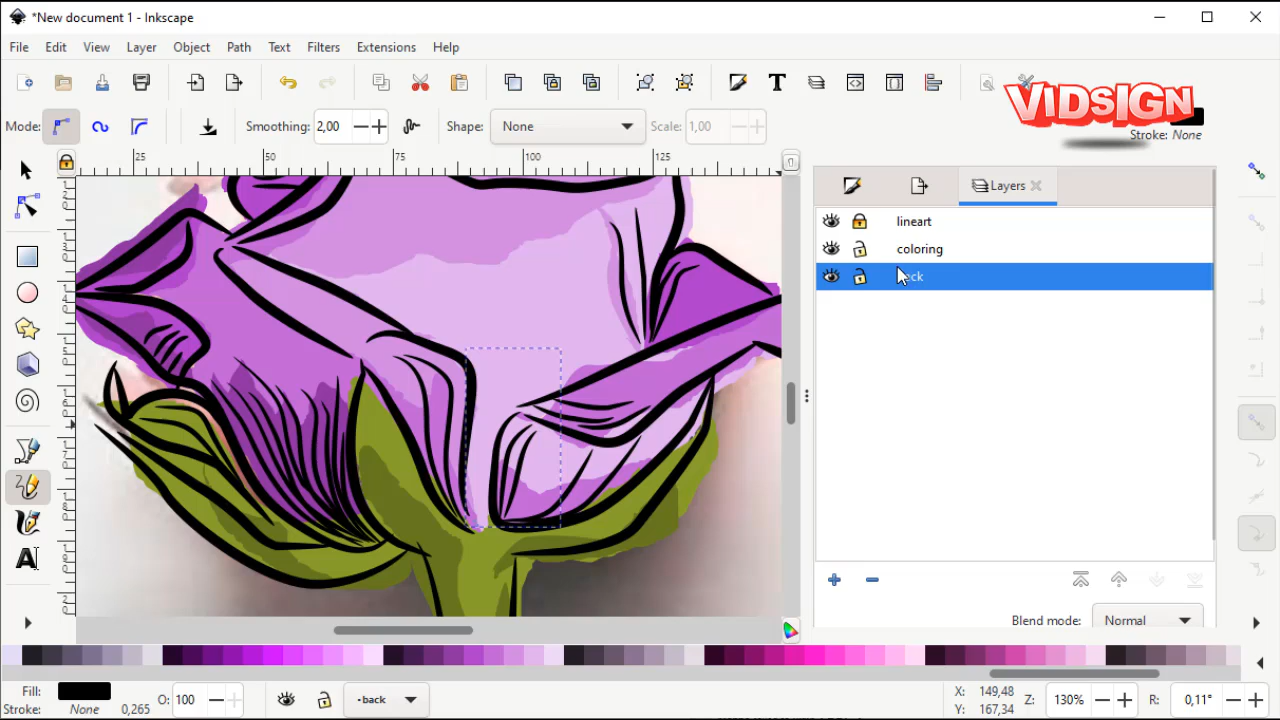 *New document 1 - Inkscape
File Edit View Layer Object Path Text Filters Extensions Help
VIDSIGN
Stroke: None
Mode: Smoothing: 2,00 Shape: None Scale: 1,00
25 50 75 100 125
Layers
lineart
coloring
Blend mode: Normal
Fill:
Stroke: None 0,265
O: 100
•back
X: 149,48
Y: 167,34
Z: 130%
R: 0,11°